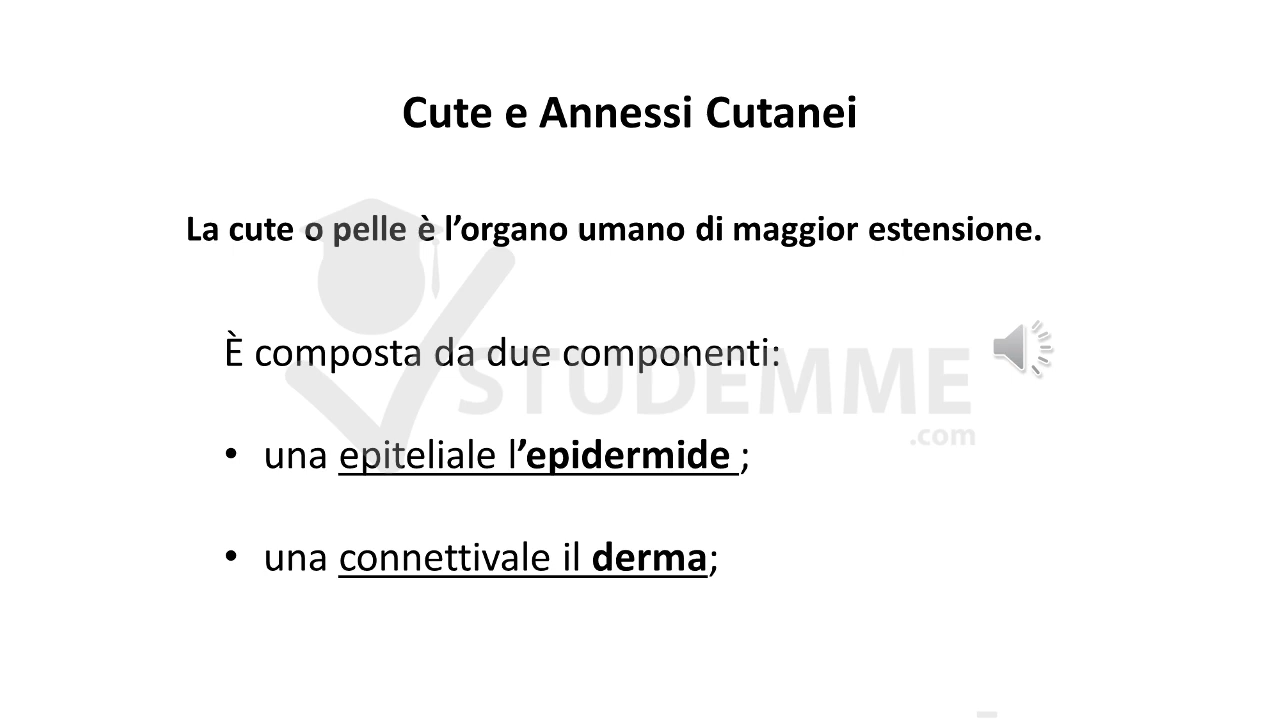 Cute e Annessi Cutanei
La cute o pelle è l’organo umano di maggior estensione.
È composta da due componenti:
STUDEMME
.com
• una epiteliale l’epidermide ;
• una connettivale il derma;